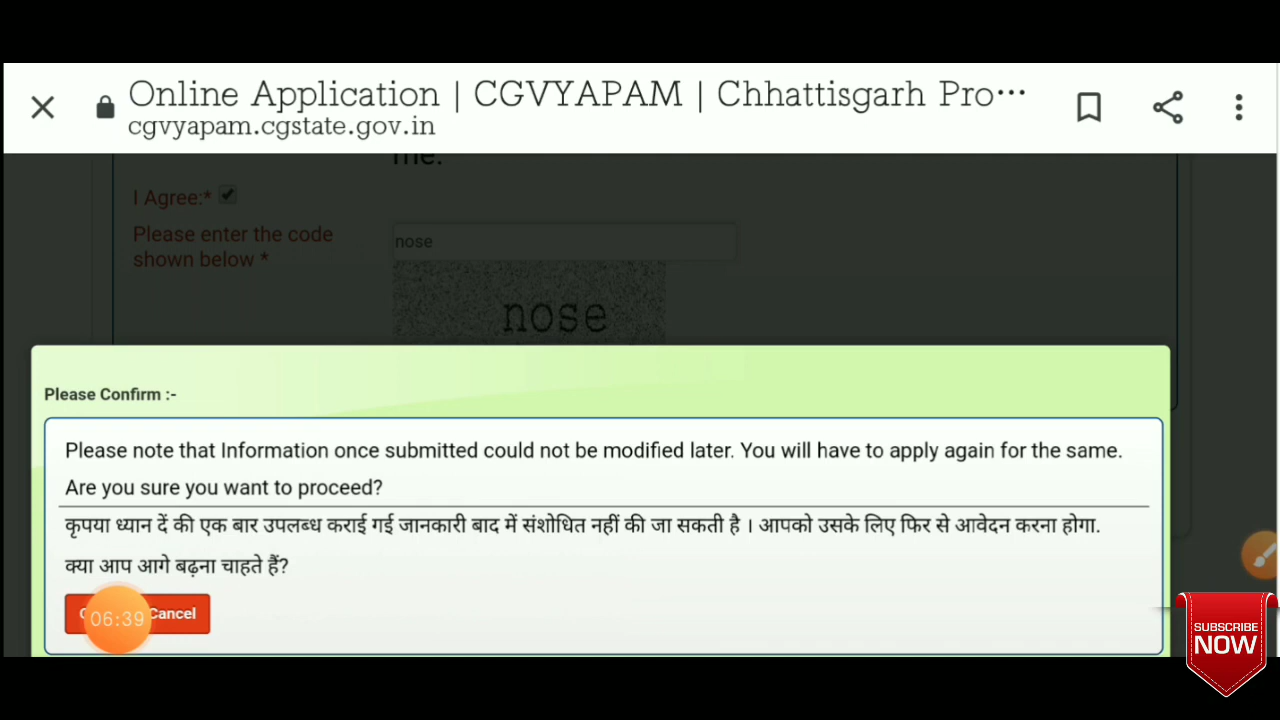 Online Application | CGVYAPAM | Chhattisgarh Pro···
cgvyapam.cgstate.gov.in
me.
I Agree:*
Please enter the code
shown below *
nose
nose
Please Confirm :-
Please note that Information once submitted could not be modified later. You will have to apply again for the same.
Are you sure you want to proceed?
कृपया ध्यान दें की एक बार उपलब्ध कराई गई जानकारी बाद में संशोधित नहीं की जा सकती है । आपको उसके लिए फिर से आवेदन करना होगा.
क्या आप आगे बढ़ना चाहते हैं?
06:39
Cancel
SUBSCRIBE
NOW